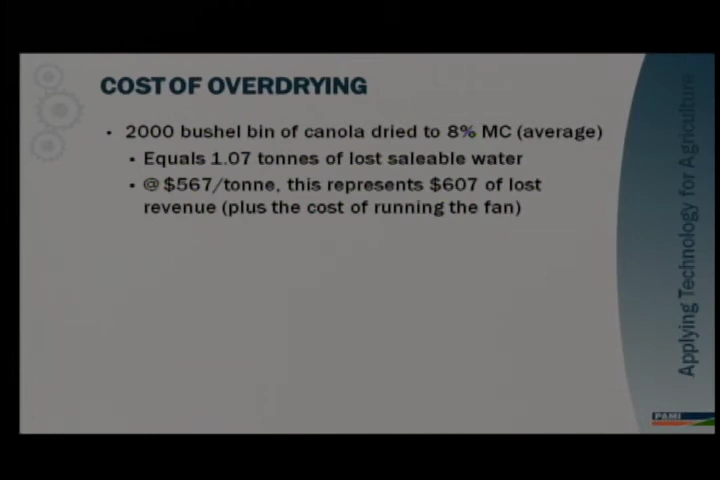 COST OF OVERDRYING
• 2000 bushel bin of canola dried to 8% MC (average)
• Equals 1.07 tonnes of lost saleable water
• @ $567/tonne, this represents $607 of lost
revenue (plus the cost of running the fan)
Applying Technology for Agriculture
PAMI